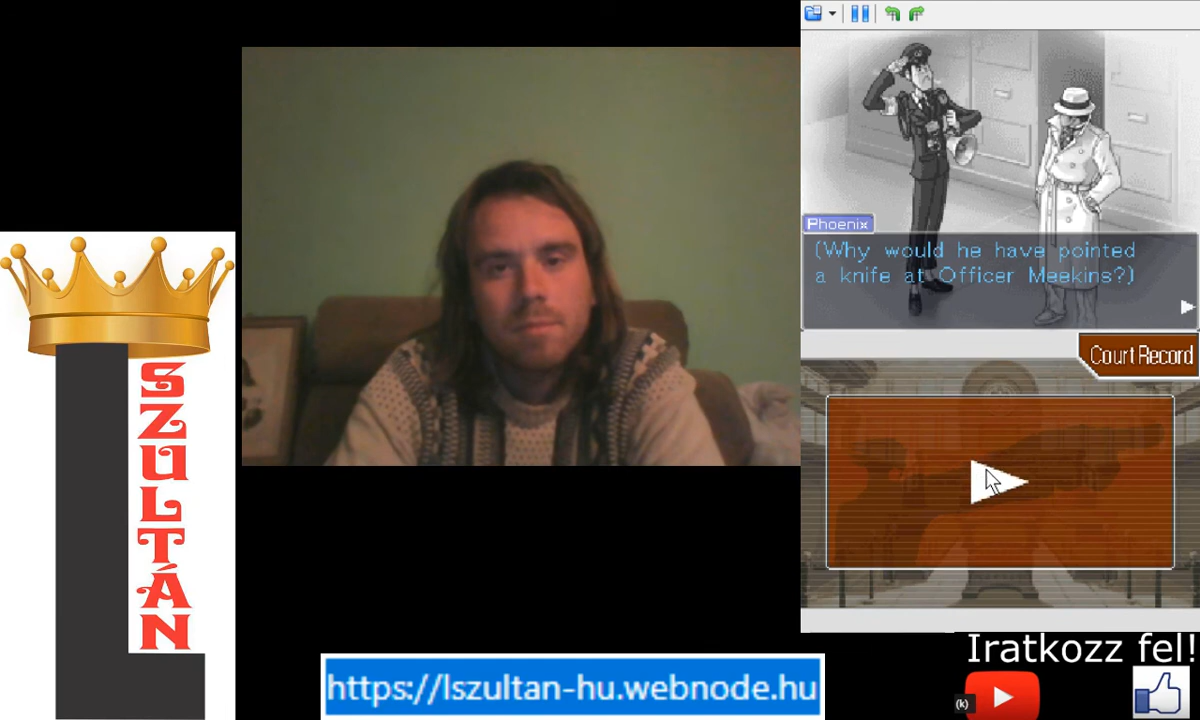 L
SZULTÁN
Phoenix
(Why would he have pointed
a knife at Officer Meekins?)
Court Record
https://lszultan-hu.webnode.hu
Iratkozz fel!
(k)